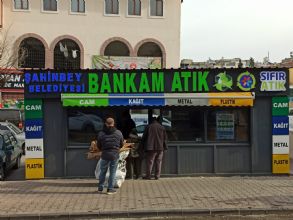 ŞAHİNBEY
BELEDİYESİ
BANKAM ATIK
SIFIR
ATIK
CAM
KAĞIT
METAL
PLASTİK
CAM
KAĞIT
METAL
PLASTİK
CAM
KAĞIT
METAL
PLASTİK